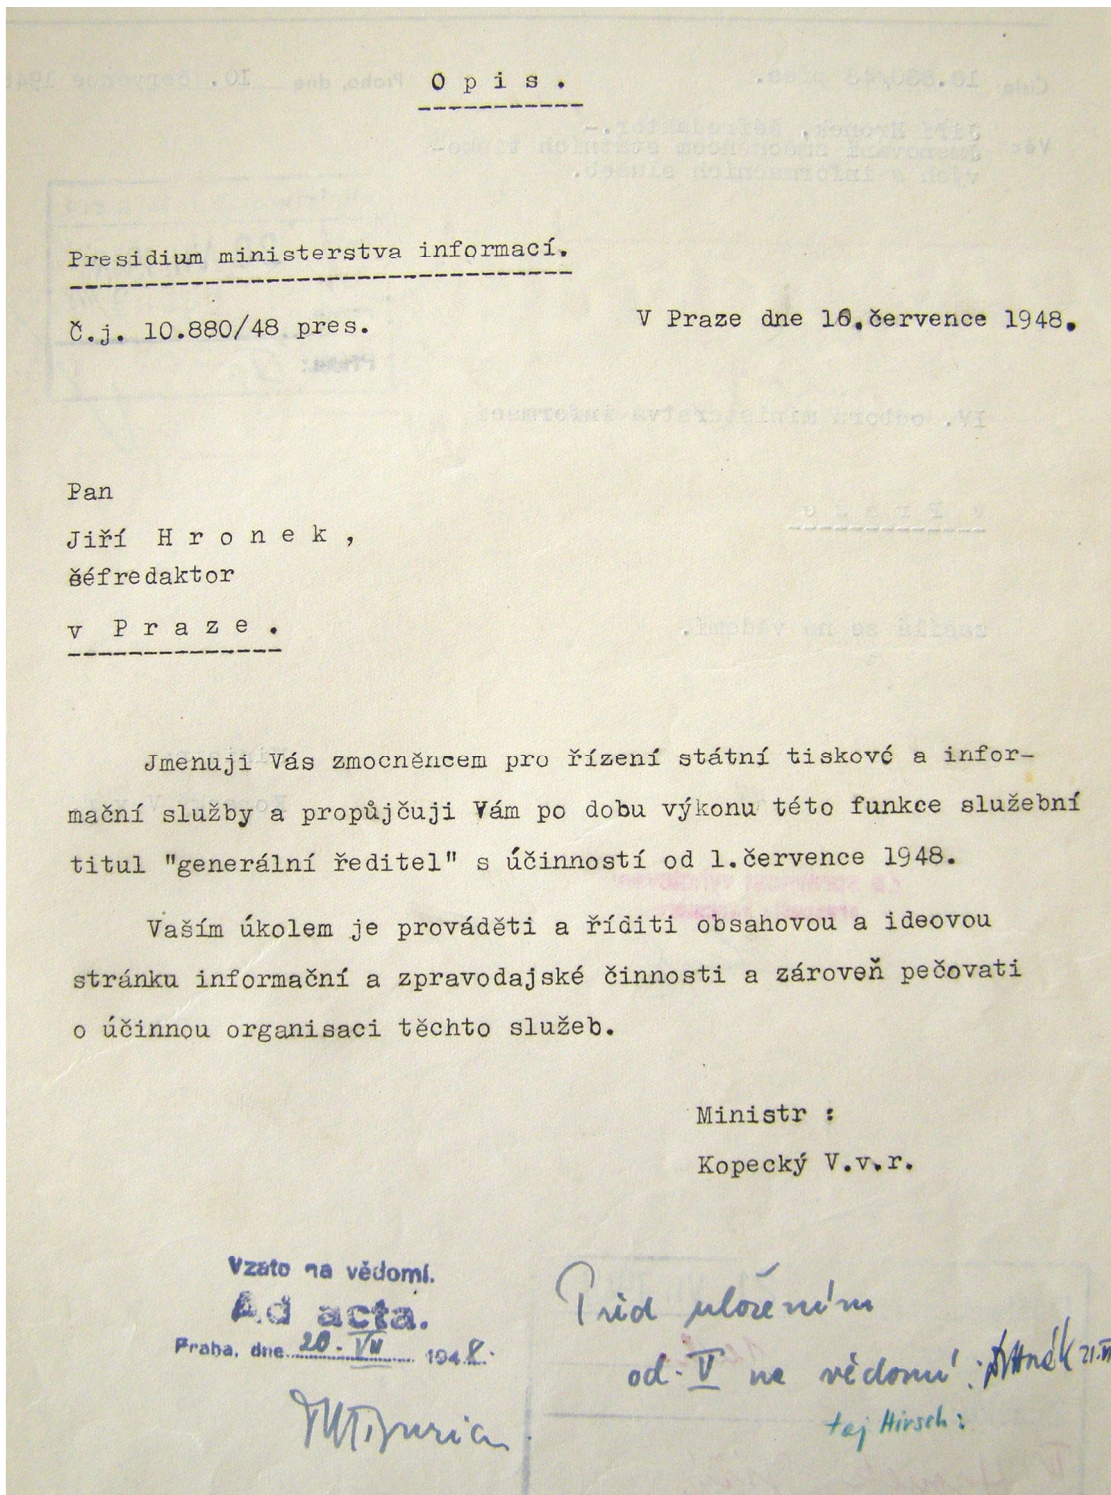 O p i s .
Presidium ministerstva informací.
Č.j. 10.880/48 pres.
V Praze dne 16.července 1948.
Pan
Jiří H r o n e k ,
šéfredaktor
v P r a z e .
Jmenuji Vás zmocněncem pro řízení státní tiskové a infor-
mační služby a propůjčuji Vám po dobu výkonu této funkce služební
titul "generální ředitel" s účinností od 1.července 1948.
Vaším úkolem je prováděti a říditi obsahovou a ideovou
stránku informační a zpravodajské činnosti a zároveň pečovati
o účinnou organisaci těchto služeb.
Ministr :
Kopecký V.v.r.
Vzato na vědomí.
Ad acta.
Praha, dne 20. VII 1948.
Před uložením
od. V na vědomí:
taj Hirsch: